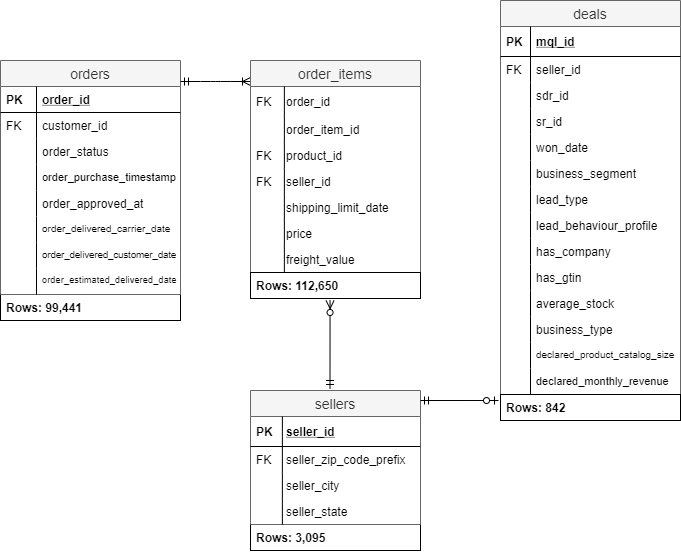 orders
PK order_id
FK customer_id
order_status
order_purchase_timestamp
order_approved_at
order_delivered_carrier_date
order_delivered_customer_date
order_estimated_delivered_date
Rows: 99,441
order_items
FK order_id
order_item_id
FK product_id
FK seller_id
shipping_limit_date
price
freight_value
Rows: 112,650
deals
PK mql_id
FK seller_id
sdr_id
sr_id
won_date
business_segment
lead_type
lead_behaviour_profile
has_company
has_gtin
average_stock
business_type
declared_product_catalog_size
declared_monthly_revenue
Rows: 842
sellers
PK seller_id
FK seller_zip_code_prefix
seller_city
seller_state
Rows: 3,095